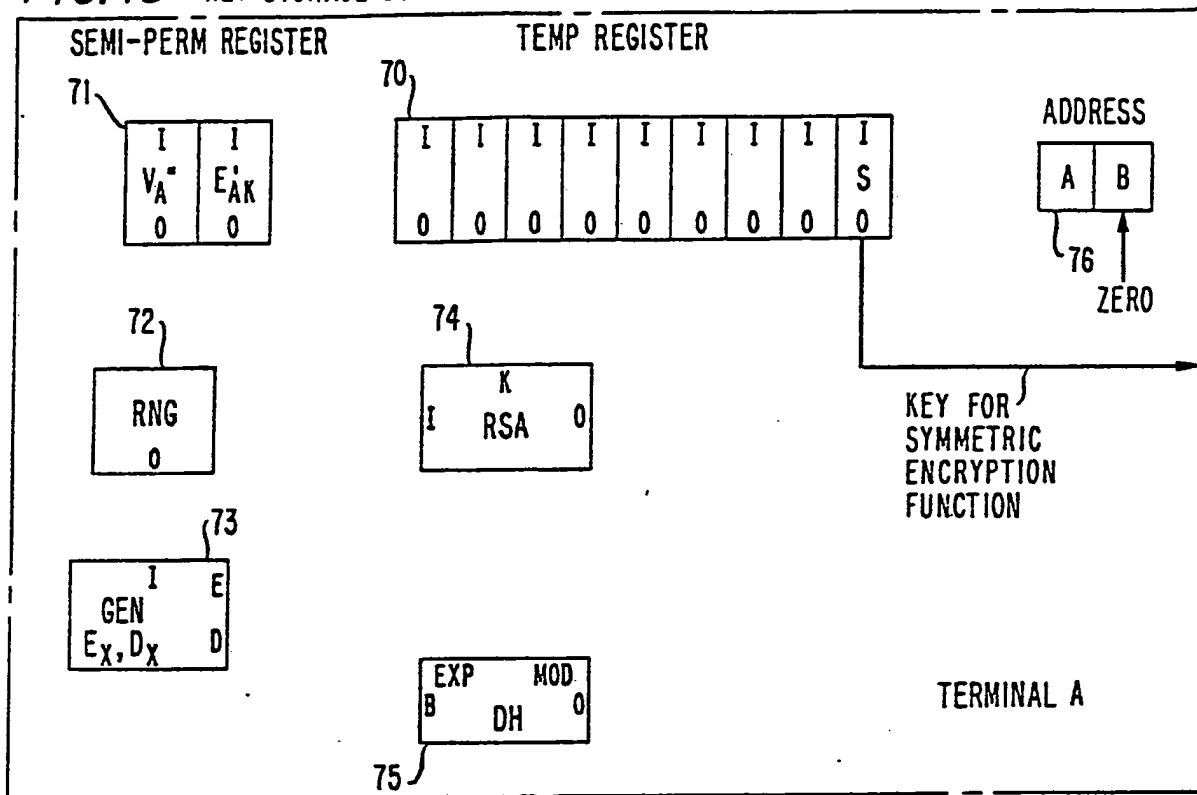 SEMI-PERM REGISTER
TEMP REGISTER
71
70
ADDRESS
I I
V_A" E'_AK
0 0
I I I I I I I I I
S
0 0 0 0 0 0 0 0 0
A B
76
ZERO
72
RNG
0
74
K
I RSA 0
KEY FOR
SYMMETRIC
ENCRYPTION
FUNCTION
73
I E
GEN
E_X, D_X D
EXP MOD
B DH 0
75
TERMINAL A